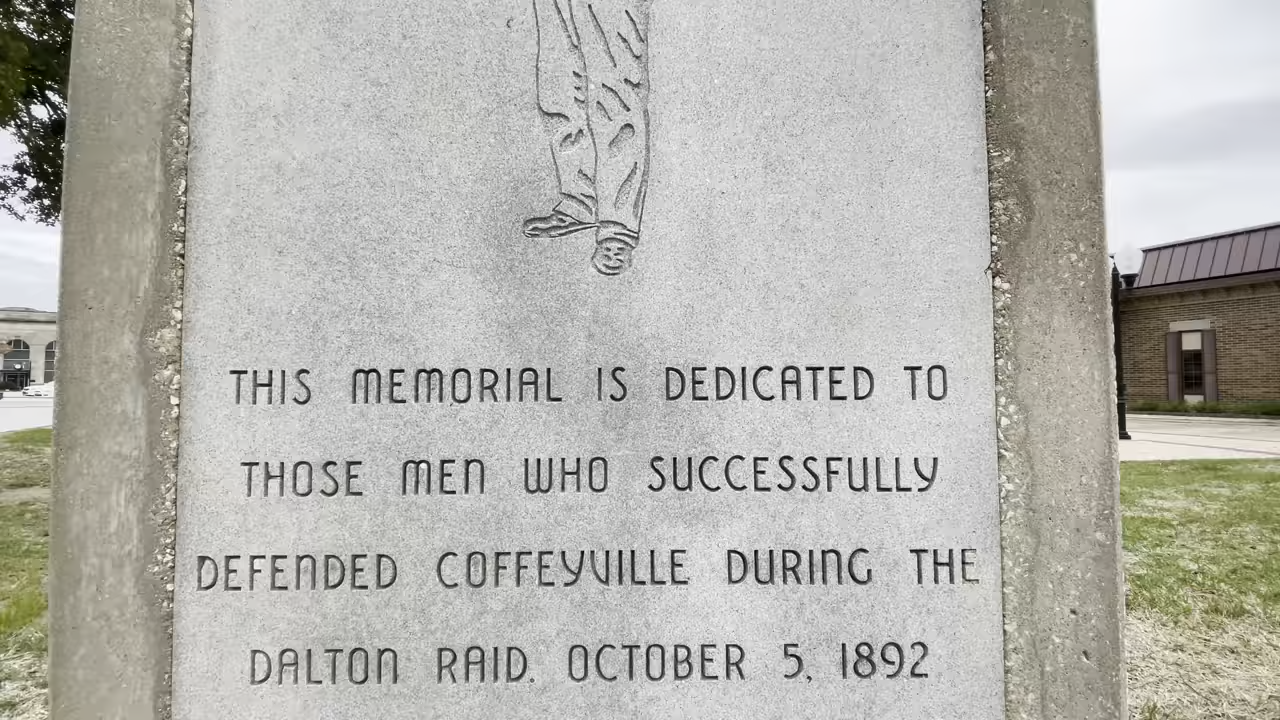 THIS MEMORIAL IS DEDICATED TO
THOSE MEN WHO SUCCESSFULLY
DEFENDED COFFEYVILLE DURING THE
DALTON RAID. OCTOBER 5, 1892